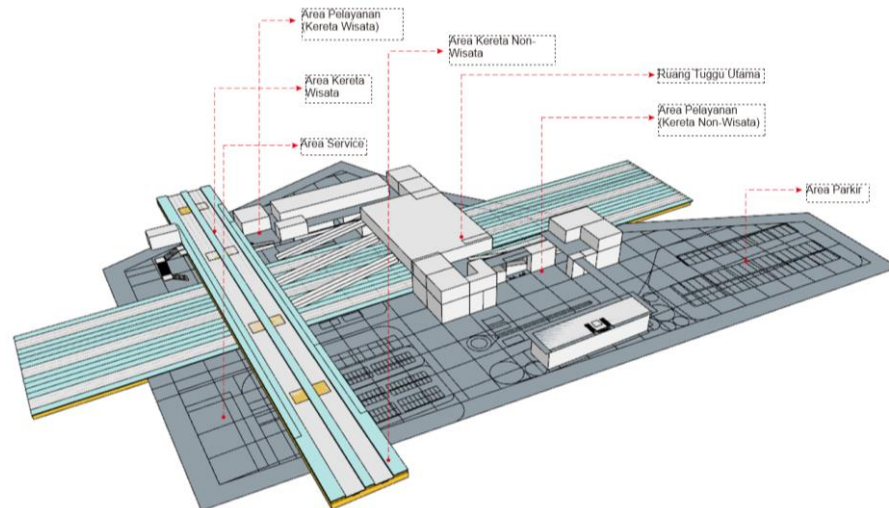 Area Pelayanan
(Kereta Wisata)
Area Kereta Non-
Wisata
Area Kereta
Wisata
Ruang Tuggu Utama
Area Pelayanan
(Kereta Non-Wisata)
Area Service
Area Parkir